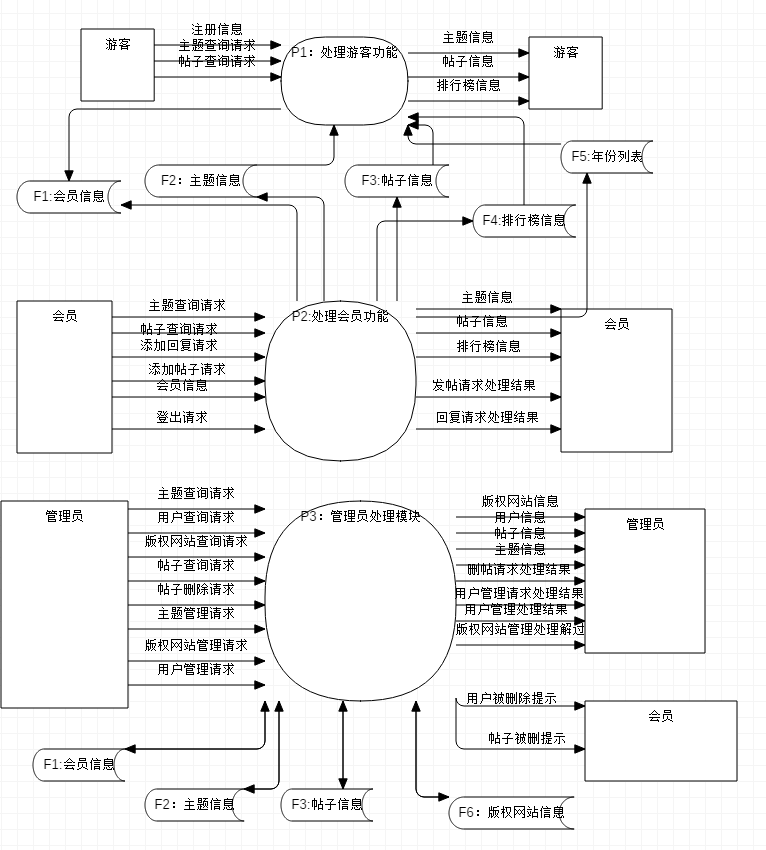 注册信息
游客
主题查询请求
帖子查询请求
P1：处理游客功能
主题信息
帖子信息
排行榜信息
游客
F1:会员信息
F2：主题信息
F3:帖子信息
F5:年份列表
F4:排行榜信息
会员
主题查询请求
帖子查询请求
添加回复请求
添加帖子请求
会员信息
登出请求
P2:处理会员功能
主题信息
帖子信息
排行榜信息
发帖请求处理结果
回复请求处理结果
会员
管理员
主题查询请求
用户查询请求
版权网站查询请求
帖子查询请求
帖子删除请求
主题管理请求
版权网站管理请求
用户管理请求
P3：管理员处理模块
版权网站信息
用户信息
帖子信息
主题信息
删帖请求处理结果
用户管理请求处理结果
用户管理处理结果
版权网站管理处理解过
管理员
用户被删除提示
帖子被删提示
会员
F1:会员信息
F2：主题信息
F3:帖子信息
F6：版权网站信息